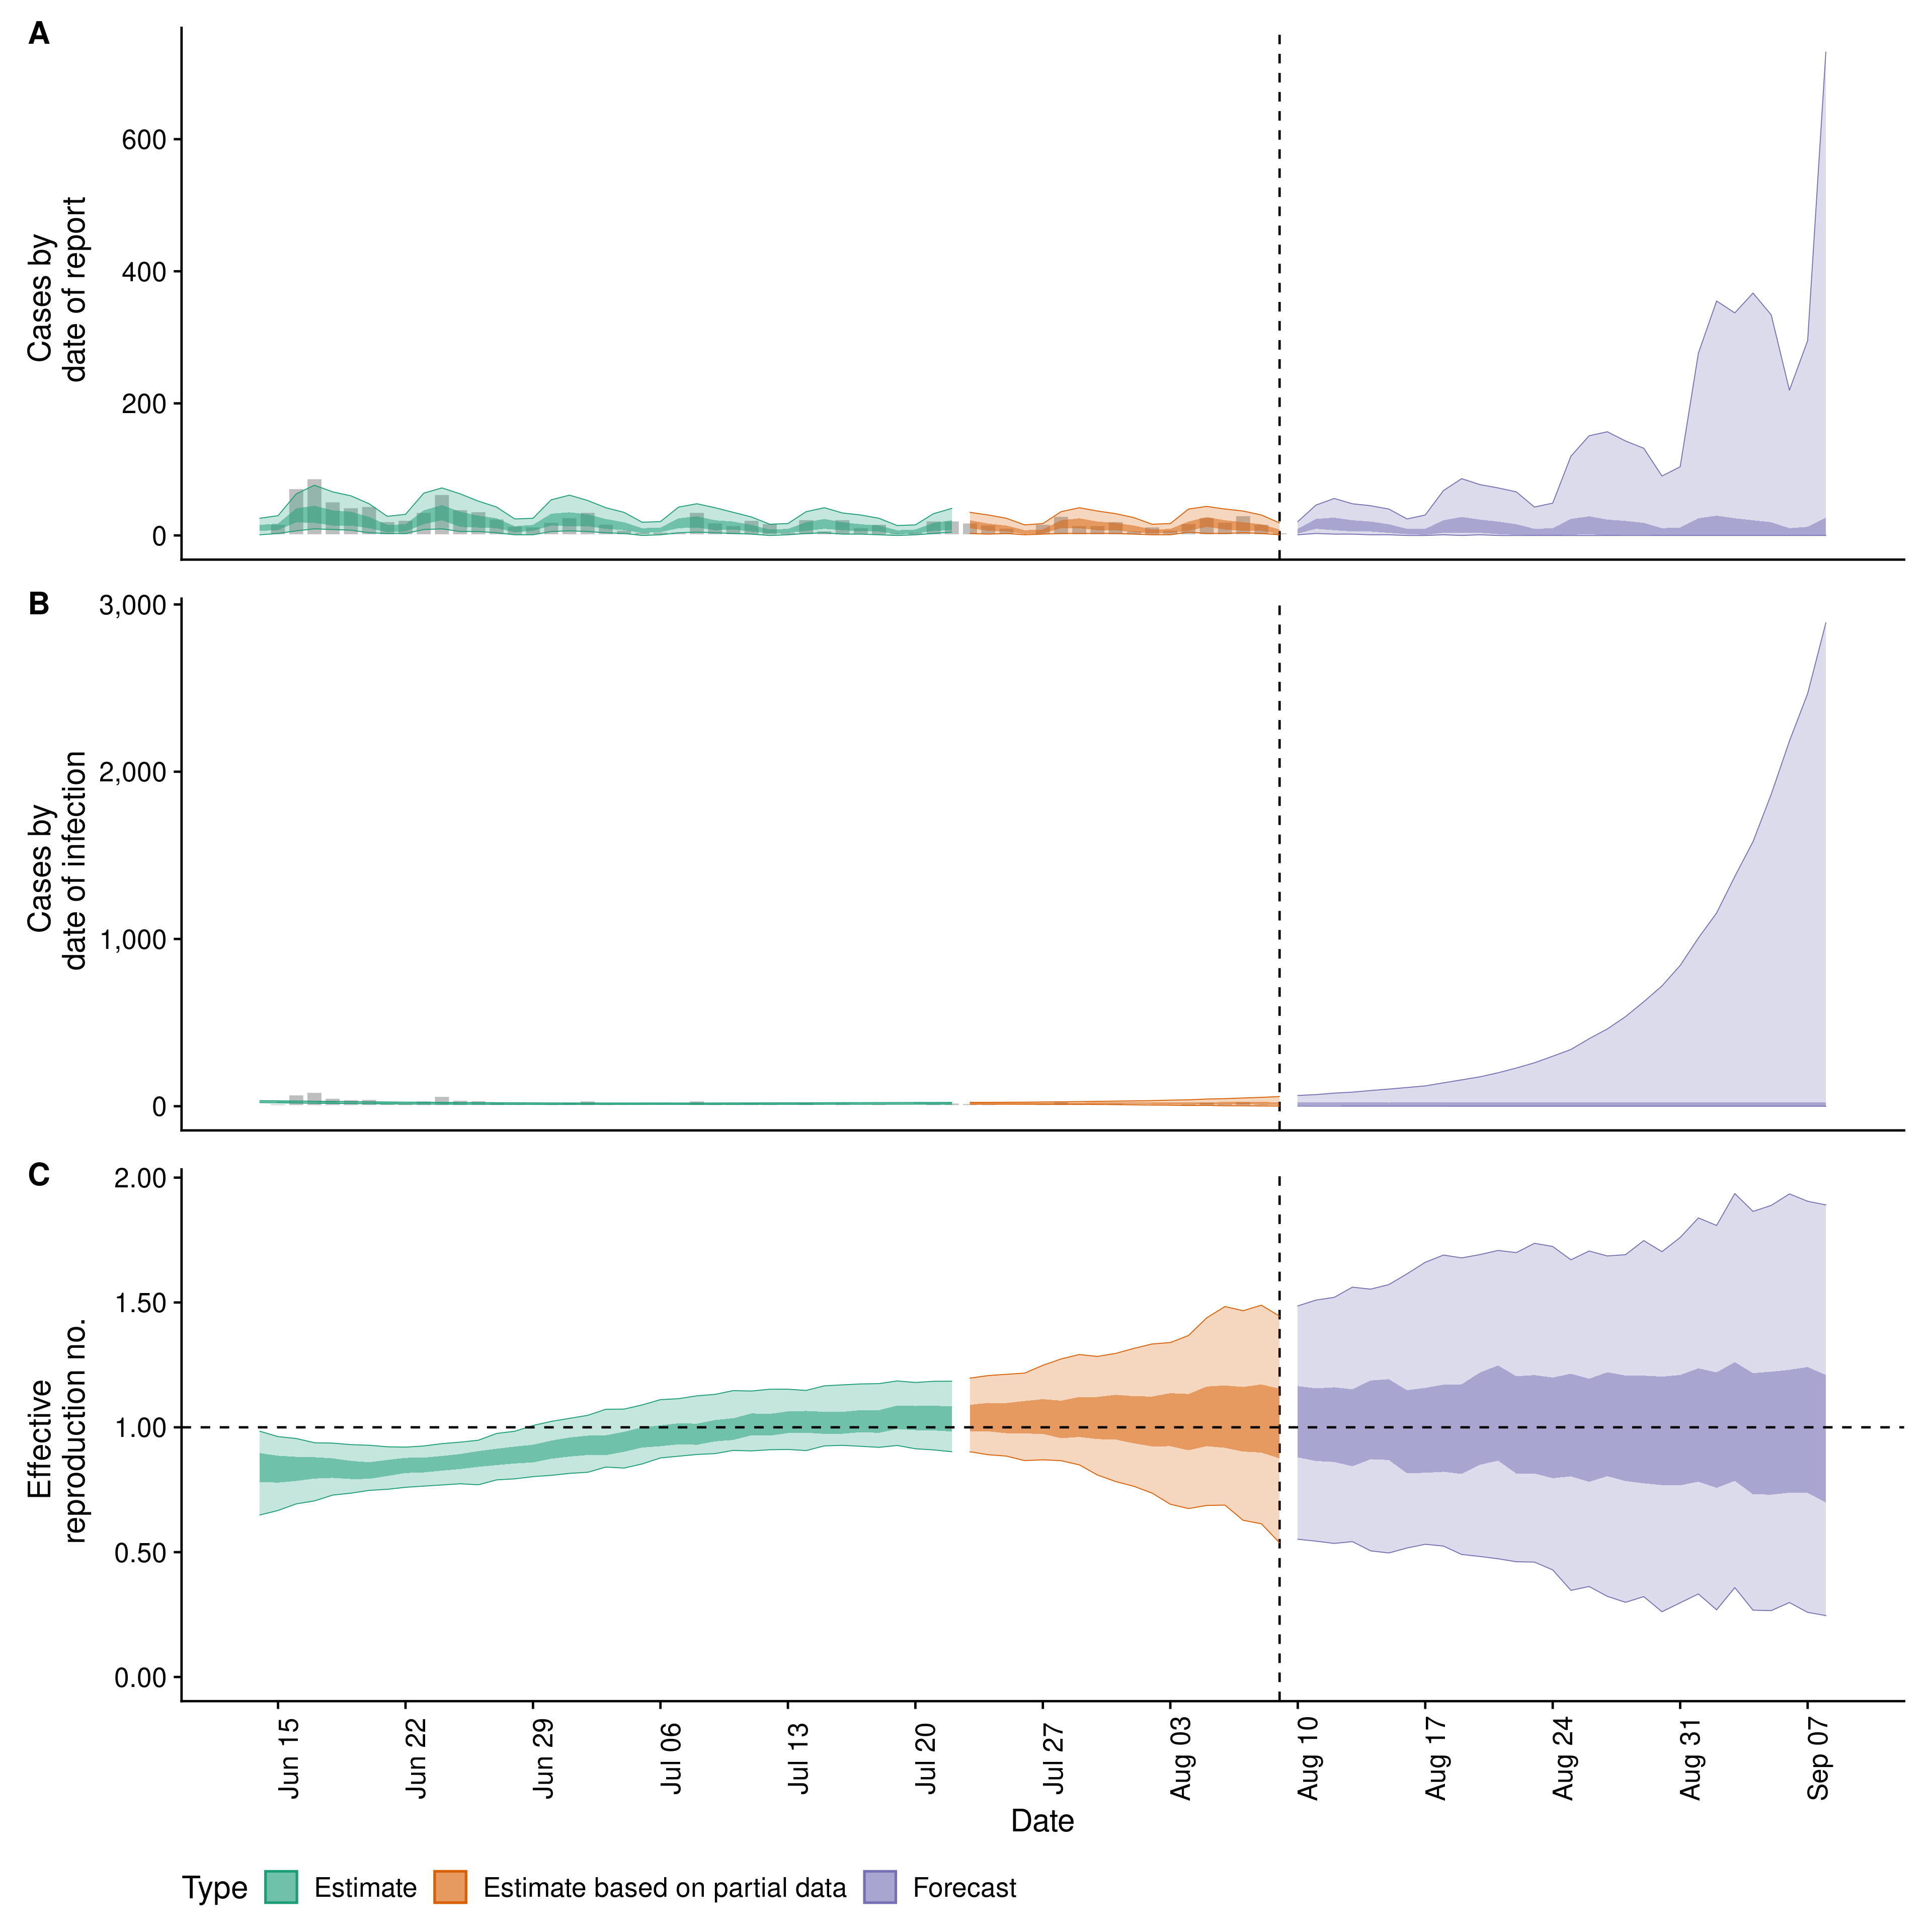 A
Cases by
date of report
600
400
200
0
B
Cases by
date of infection
3,000
2,000
1,000
0
C
Effective
reproduction no.
2.00
1.50
1.00
0.50
0.00
Jun 15
Jun 22
Jun 29
Jul 06
Jul 13
Jul 20
Jul 27
Aug 03
Aug 10
Aug 17
Aug 24
Aug 31
Sep 07
Date
Type Estimate Estimate based on partial data Forecast